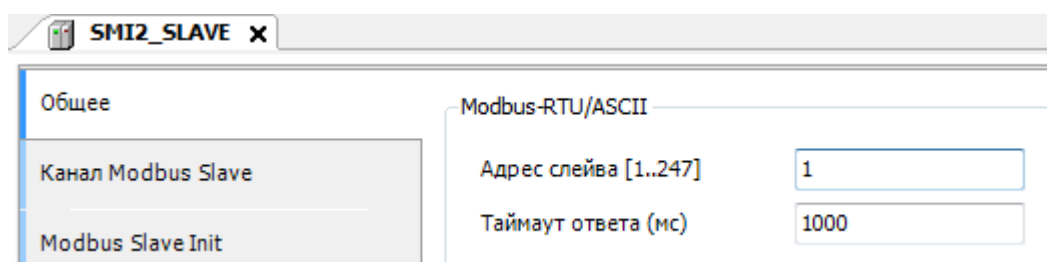 SMI2_SLAVE
Общее
Modbus-RTU/ASCII
Канал Modbus Slave
Адрес слейва [1..247] 1
Таймаут ответа (мс) 1000
Modbus Slave Init